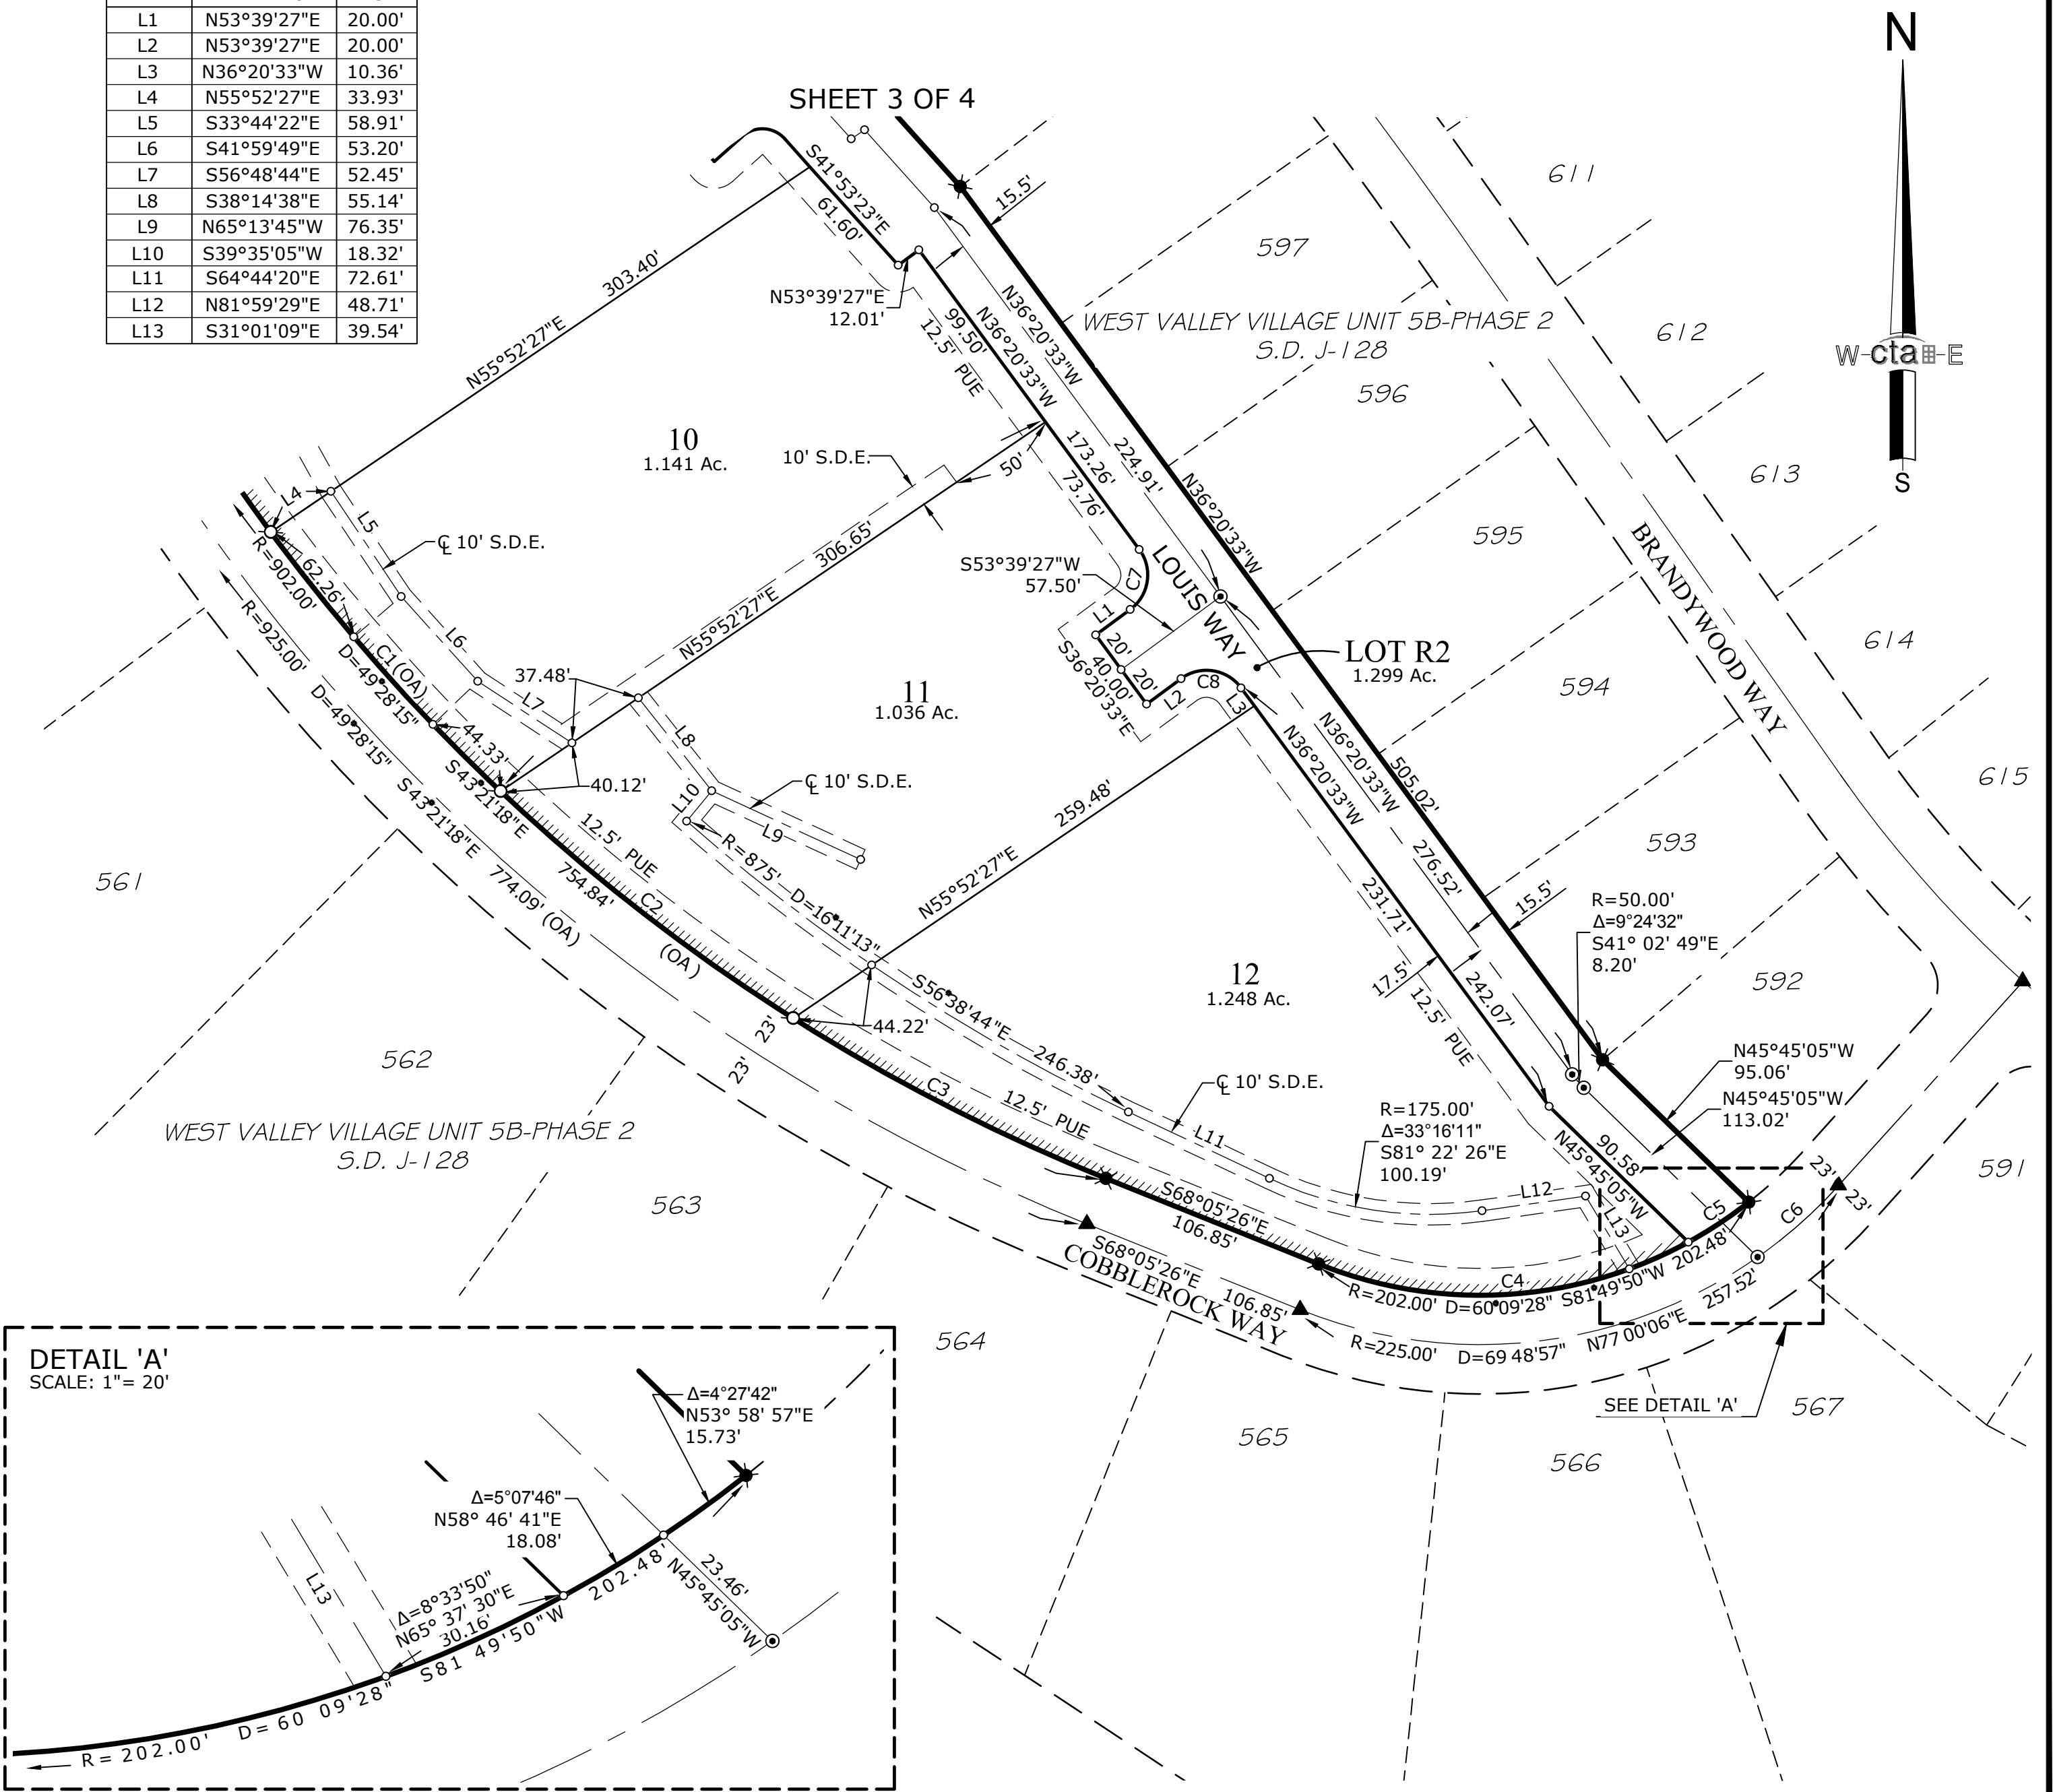 L1 N53°39'27"E 20.00'
L2 N53°39'27"E 20.00'
L3 N36°20'33"W 10.36'
L4 N55°52'27"E 33.93'
L5 S33°44'22"E 58.91'
L6 S41°59'49"E 53.20'
L7 S56°48'44"E 52.45'
L8 S38°14'38"E 55.14'
L9 N65°13'45"W 76.35'
L10 S39°35'05"W 18.32'
L11 S64°44'20"E 72.61'
L12 N81°59'29"E 48.71'
L13 S31°01'09"E 39.54'
SHEET 3 OF 4
N
W-cta-E
S
S41°53'23"E
61.60'
15.5'
303.40'
N55°52'27"E
N53°39'27"E
12.01'
99.50'
N36°20'33"W
12.5' PUE
N36°20'33"W
224.91'
173.26'
73.76'
N36°20'33"W
505.02'
597
611
WEST VALLEY VILLAGE UNIT 5B-PHASE 2
S.D. J-128
612
596
613
595
614
594
615
593
592
591
BRANDYWOOD WAY
10
1.141 Ac.
10' S.D.E.
50'
306.65'
N55°52'27"E
L4
L5
℄ 10' S.D.E.
L6
L7
37.48'
40.12'
R=902.00'
62.26'
C1(OA)
D=49°28'15"
44.33'
S43°21'18"E
R=925.00'
D=49°28'15"
S43°21'18"E
774.09' (OA)
754.84'
C2
(OA)
12.5' PUE
S53°39'27"W
57.50'
LOUIS WAY
C7
L1
20'
40.00'
20'
S36°20'33"E
L2
C8
L3
LOT R2
1.299 Ac.
11
1.036 Ac.
L8
℄ 10' S.D.E.
L10
L9
R=875'
D=16°11'13"
259.48'
N55°52'27"E
N36°20'33"W
231.71'
N36°20'33"W
276.52'
15.5'
17.5'
242.07'
12.5' PUE
R=50.00'
Δ=9°24'32"
S41° 02' 49"E
8.20'
12
1.248 Ac.
44.22'
S56°38'44"E
246.38'
℄ 10' S.D.E.
L11
N45°45'05"W
95.06'
N45°45'05"W
113.02'
R=175.00'
Δ=33°16'11"
S81° 22' 26"E
100.19'
90.58'
N45°45'05"W
L12
L13
23'
23'
C5
C6
23'
23'
C3
12.5' PUE
S68°05'26"E
106.85'
S68°05'26"E
106.85'
COBBLEROCK WAY
C4
R=202.00' D=60°09'28" S81°49'50"W 202.48'
R=225.00' D=69 48'57" N77 00'06"E 257.52'
SEE DETAIL 'A'
561
562
WEST VALLEY VILLAGE UNIT 5B-PHASE 2
S.D. J-128
563
564
565
566
567
DETAIL 'A'
SCALE: 1"= 20'
Δ=4°27'42"
N53° 58' 57"E
15.73'
Δ=5°07'46"
N58° 46' 41"E
18.08'
L13
Δ=8°33'50"
N65° 37' 30"E
30.16'
23.46'
N45°45'05"W
R=202.00' D=60 09'28" S81 49'50"W 202.48'